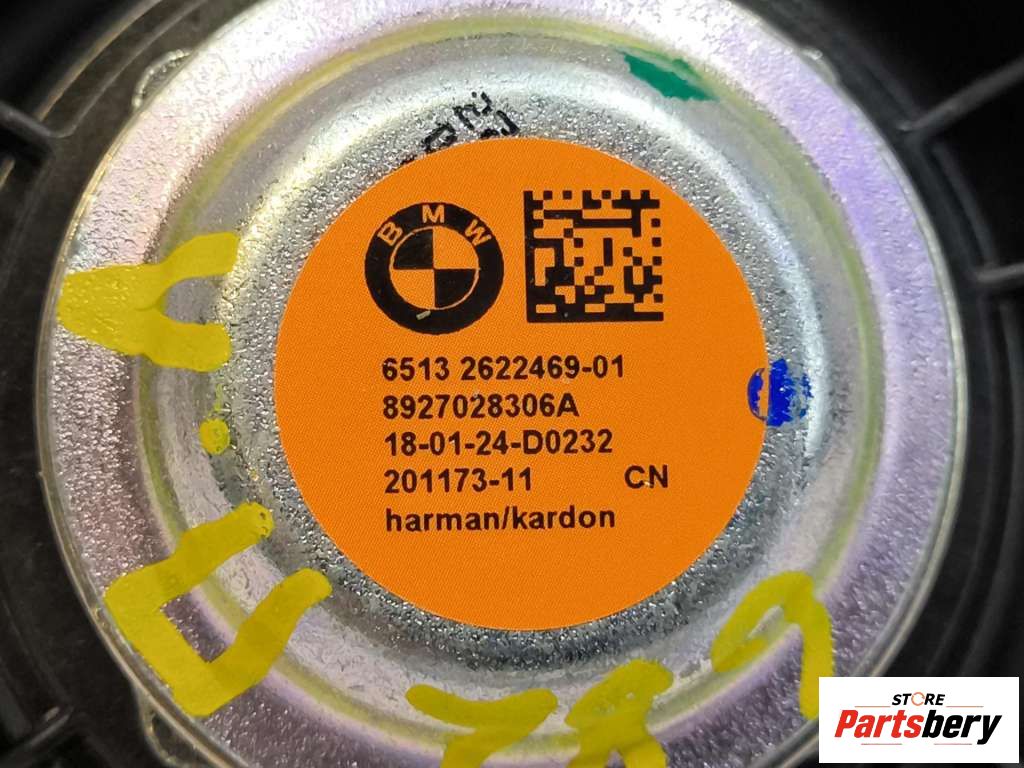 BMW
6513 2622469-01
8927028306A
18-01-24-D0232
201173-11 CN
harman/kardon
STORE
Partsbery